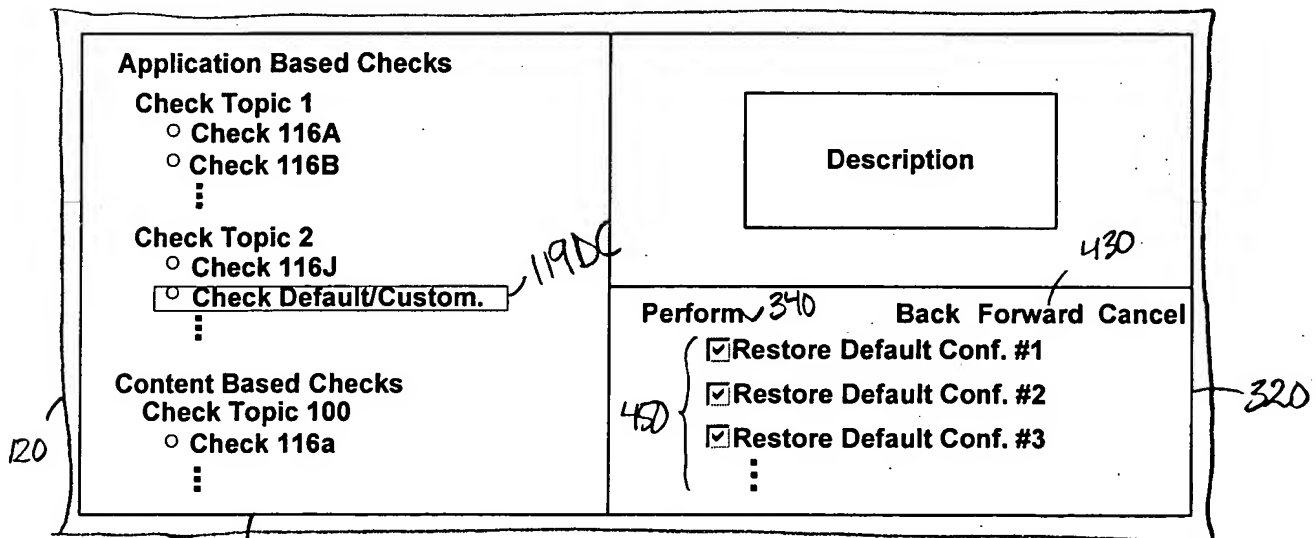 Application Based Checks
Check Topic 1
Check 116A
Check 116B
Check Topic 2
Check 116J
Check Default/Custom.
119DC
Content Based Checks
Check Topic 100
Check 116a
120
Description
430
Perform 340 Back Forward Cancel
Restore Default Conf. #1
Restore Default Conf. #2
Restore Default Conf. #3
450
320